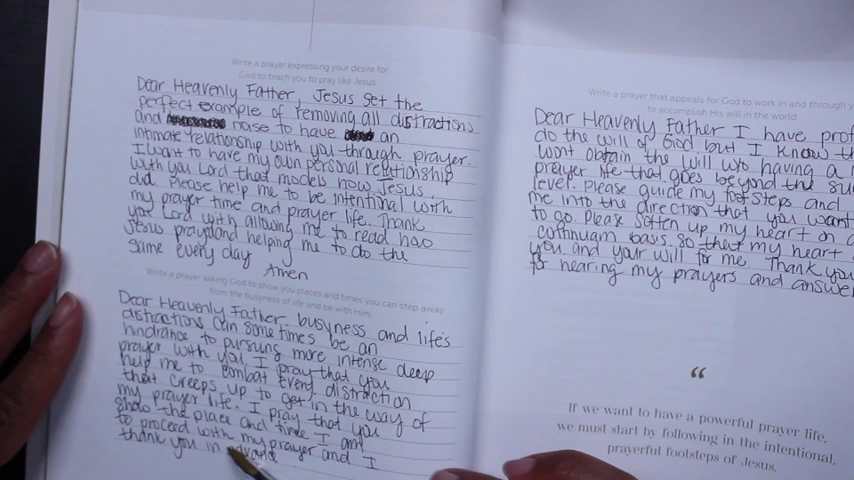 Write a prayer expressing your desire for
God to teach you to pray like Jesus
Dear Heavenly Father, Jesus set the
perfect example of removing all distractions
and noise to have an
intimate relationship with you through prayer.
I want to have my own personal relationship
with you Lord that models how Jesus
did. Please help me to be intentional with
my prayer time and prayer life. Thank
you Lord with allowing me to read how
Jesus prayed and helping me to do the
same every day
Amen
Write a prayer asking God to show you places and times you can step away
from the busyness of life and be with Him.
Dear Heavenly Father. busyness and life's
distractions can some times be an
hindrance to pursuing more intense deep
prayer with you I pray that you
help me to combat every distraction
that creeps up to get in the way of
my prayer life. I pray that you
show the place and time I am
to proceed with my prayer and I
thank you in
Write a prayer that appeals for God to work in and through
to accomplish His will in the world
Dear Heavenly Father I have
do the will of God but I know
wont obtain the will w/o having a
prayer life that goes beyond the
level. Please guide my foot steps and
me into the direction that you want
to go. Please soften up my heart on a
continuam basis. So that my heart
you and your will for me. Thank you
for hearing my prayers and
“
If we want to have a powerful prayer life,
we must start by following in the intentional,
prayerful footsteps of Jesus.